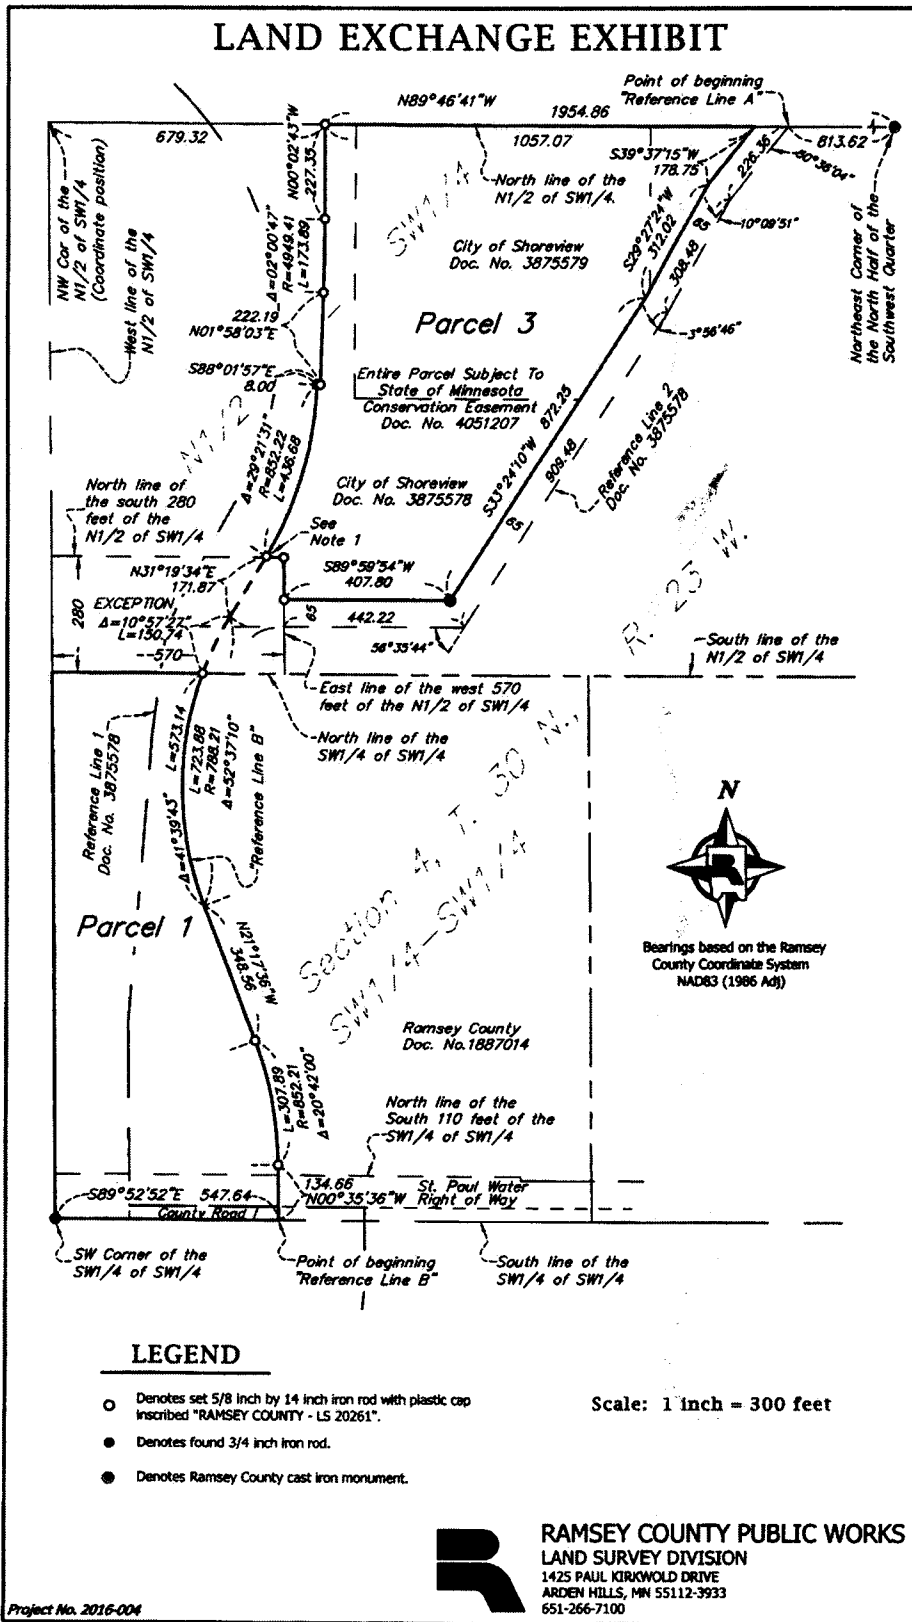 LAND EXCHANGE EXHIBIT
Point of beginning
"Reference Line A"
N89°46'41"W
1954.86
679.32
1057.07
813.62
NW Cor of the
N1/2 of SW1/4
(Coordinate position)
West line of the
N1/2 of SW1/4
N00°02'43"W
227.35
SW1/4
North line of the
N1/2 of SW1/4.
S39°37'15"W
178.75
226.36
50°36'04"
10°09'51"
Northeast Corner of
the North Half of the
Southwest Quarter
City of Shoreview
Doc. No. 3875579
S29°27'24"W
312.02
65
308.48
3°56'46"
Δ=02°00'47"
R=4949.41
L=173.89
222.19
N01°58'03"E
Parcel 3
S88°01'57"E
8.00
Entire Parcel Subject To
State of Minnesota
Conservation Easement
Doc. No. 4051207
N1/2
Δ=29°21'31"
R=852.22
L=436.68
S33°24'10"W 872.25
909.48
65
Reference Line 2
Doc. No. 3875578
City of Shoreview
Doc. No. 3875578
North line of
the south 280
feet of the
N1/2 of SW1/4
See
Note 1
N31°19'34"E
171.87
S89°59'54"W
407.80
280
EXCEPTION
Δ=10°57'27"
L=150.74
570
65
442.22
56°35'44"
R. 23 W.
South line of the
N1/2 of SW1/4
East line of the west 570
feet of the N1/2 of SW1/4
North line of the
SW1/4 of SW1/4
Reference Line 1
Doc. No. 3875578
L=573.14
Δ=41°39'43"
L=723.88
R=788.21
Δ=52°37'10"
"Reference Line B"
Section 4, T. 30 N.,
SW1/4-SW1/4
N
Parcel 1
N21°17'36"W
348.56
Bearings based on the Ramsey
County Coordinate System
NAD83 (1986 Adj)
Ramsey County
Doc. No.1887014
L=307.89
R=852.21
Δ=20°42'00"
North line of the
South 110 feet of the
SW1/4 of SW1/4
S89°52'52"E 547.64
134.66
N00°35'36"W
St. Paul Water
Right of Way
County Road I
SW Corner of the
SW1/4 of SW1/4
Point of beginning
"Reference Line B"
South line of the
SW1/4 of SW1/4
LEGEND
Denotes set 5/8 inch by 14 inch iron rod with plastic cap
inscribed "RAMSEY COUNTY - LS 20261".
Denotes found 3/4 inch iron rod.
Denotes Ramsey County cast iron monument.
Scale: 1 inch = 300 feet
RAMSEY COUNTY PUBLIC WORKS
LAND SURVEY DIVISION
1425 PAUL KIRKWOLD DRIVE
ARDEN HILLS, MN 55112-3933
651-266-7100
Project No. 2016-004